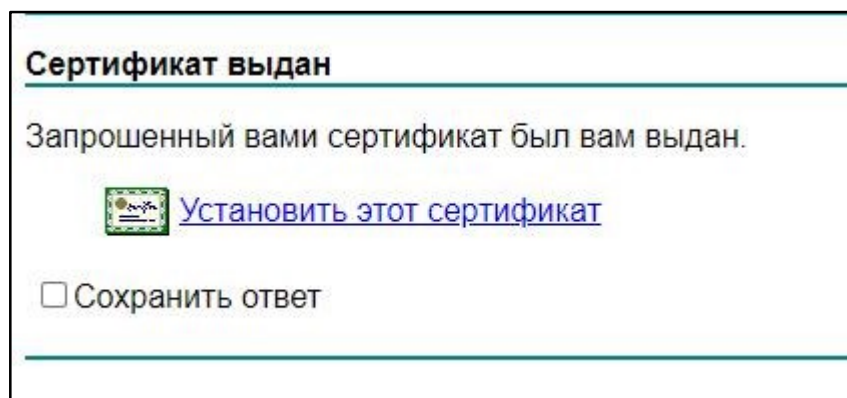 Сертификат выдан
Запрошенный вами сертификат был вам выдан.
Установить этот сертификат
Сохранить ответ